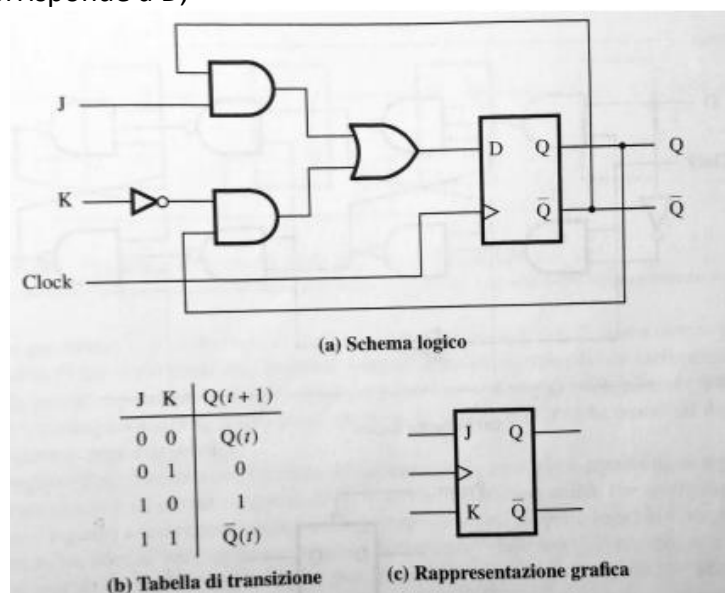 J
D Q Q
K
Q̅ Q̅
Clock
(a) Schema logico
J K Q(t + 1)
0 0 Q(t)
0 1 0
1 0 1
1 1 Q̅(t)
(b) Tabella di transizione
J Q
K Q̅
(c) Rappresentazione grafica